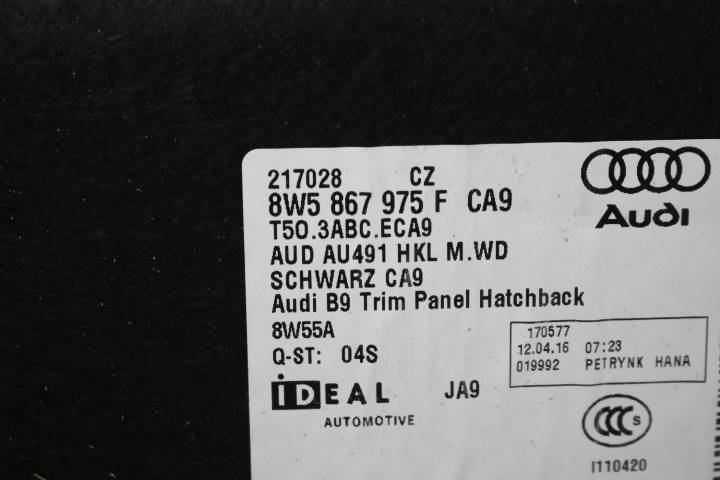 217028 CZ
8W5 867 975 F CA9
Audi
T50.3ABC.ECA9
AUD AU491 HKL M.WD
SCHWARZ CA9
Audi B9 Trim Panel Hatchback
8W55A
Q-ST: 04S
170577
12.04.16 07:23
019992 PETRYNK HANA
iDEAL
AUTOMOTIVE
JA9
CCC S
I110420